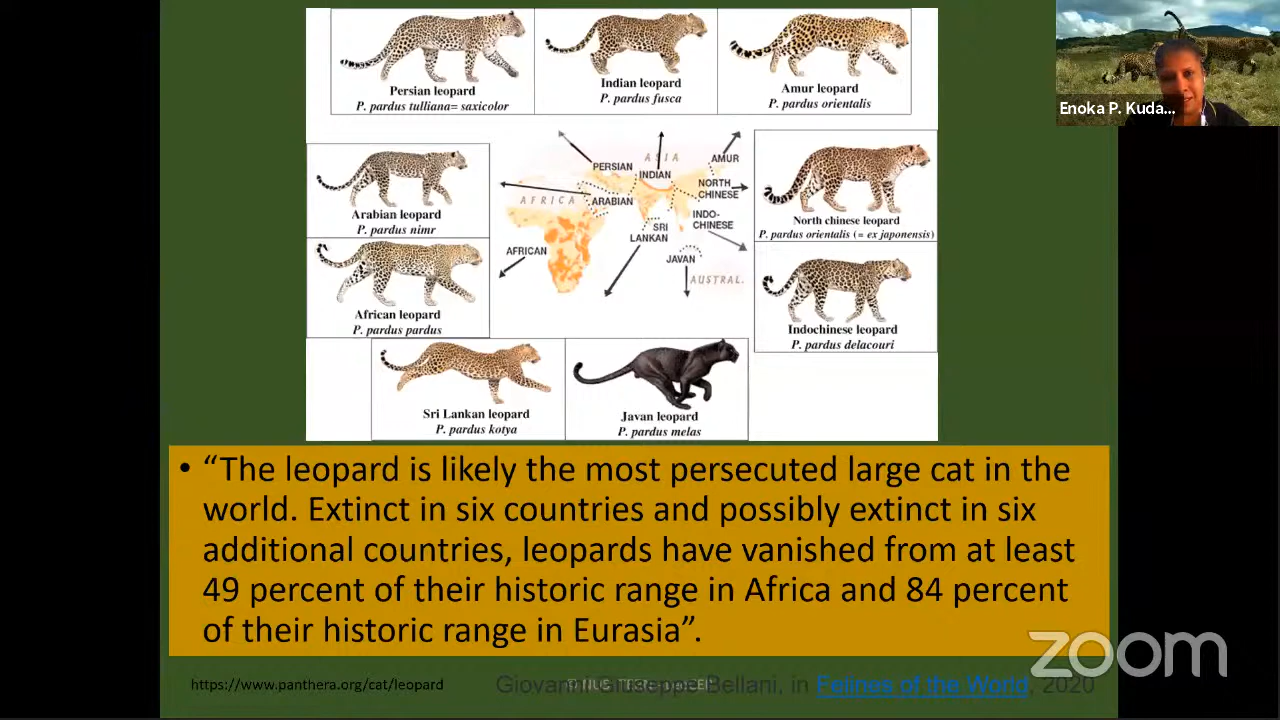 Persian leopard
P. pardus tulliana= saxicolor
Indian leopard
P. pardus fusca
Amur leopard
P. pardus orientalis
Enoka P. Kuda...
Arabian leopard
P. pardus nimr
African leopard
P. pardus pardus
ASIA
AMUR
PERSIAN
INDIAN
NORTH
CHINESE
AFRICA
ARABIAN
INDO-
CHINESE
SRI
LANKAN
AFRICAN
JAVAN
AUSTRAL.
North chinese leopard
P. pardus orientalis (= ex japonensis)
Indochinese leopard
P. pardus delacouri
Sri Lankan leopard
P. pardus kotya
Javan leopard
P. pardus melas
• “The leopard is likely the most persecuted large cat in the
world. Extinct in six countries and possibly extinct in six
additional countries, leopards have vanished from at least
49 percent of their historic range in Africa and 84 percent
of their historic range in Eurasia”.
zoom
https://www.panthera.org/cat/leopard
Bellani, in Felines of the World, 2020